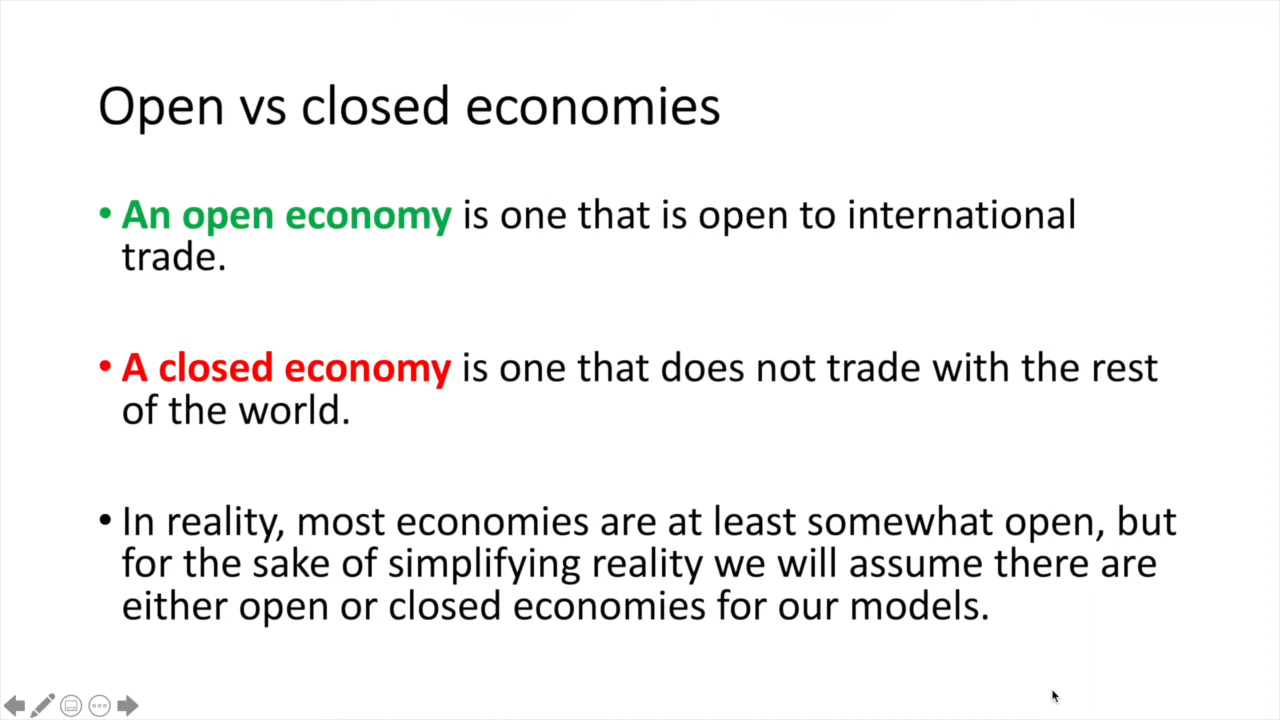 Open vs closed economies
• An open economy is one that is open to international
trade.
• A closed economy is one that does not trade with the rest
of the world.
• In reality, most economies are at least somewhat open, but
for the sake of simplifying reality we will assume there are
either open or closed economies for our models.